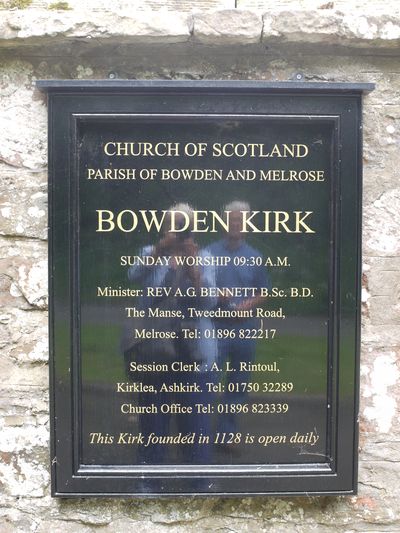 CHURCH OF SCOTLAND
PARISH OF BOWDEN AND MELROSE
BOWDEN KIRK
SUNDAY WORSHIP 09:30 A.M.
Minister: REV A.G. BENNETT B.Sc. B.D.
The Manse, Tweedmount Road,
Melrose. Tel: 01896 822217
Session Clerk : A. L. Rintoul,
Kirklea, Ashkirk. Tel: 01750 32289
Church Office Tel: 01896 823339
This Kirk founded in 1128 is open daily